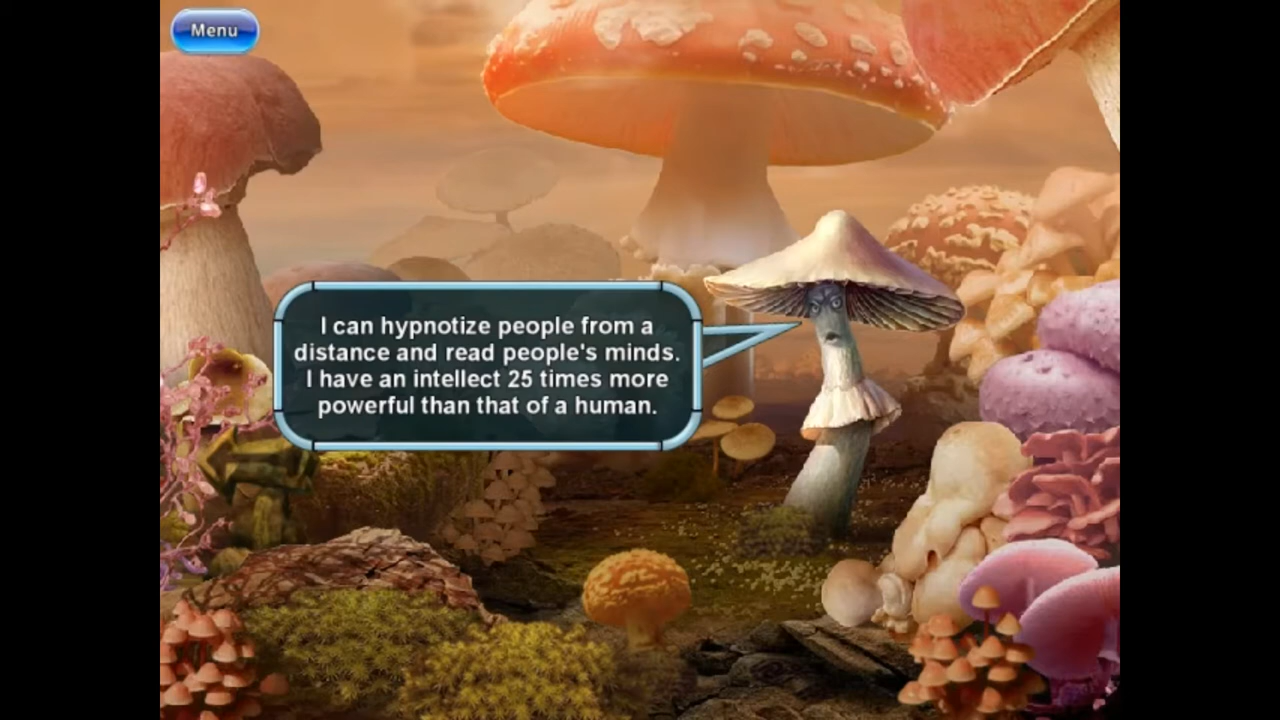 Menu
I can hypnotize people from a
distance and read people's minds.
I have an intellect 25 times more
powerful than that of a human.